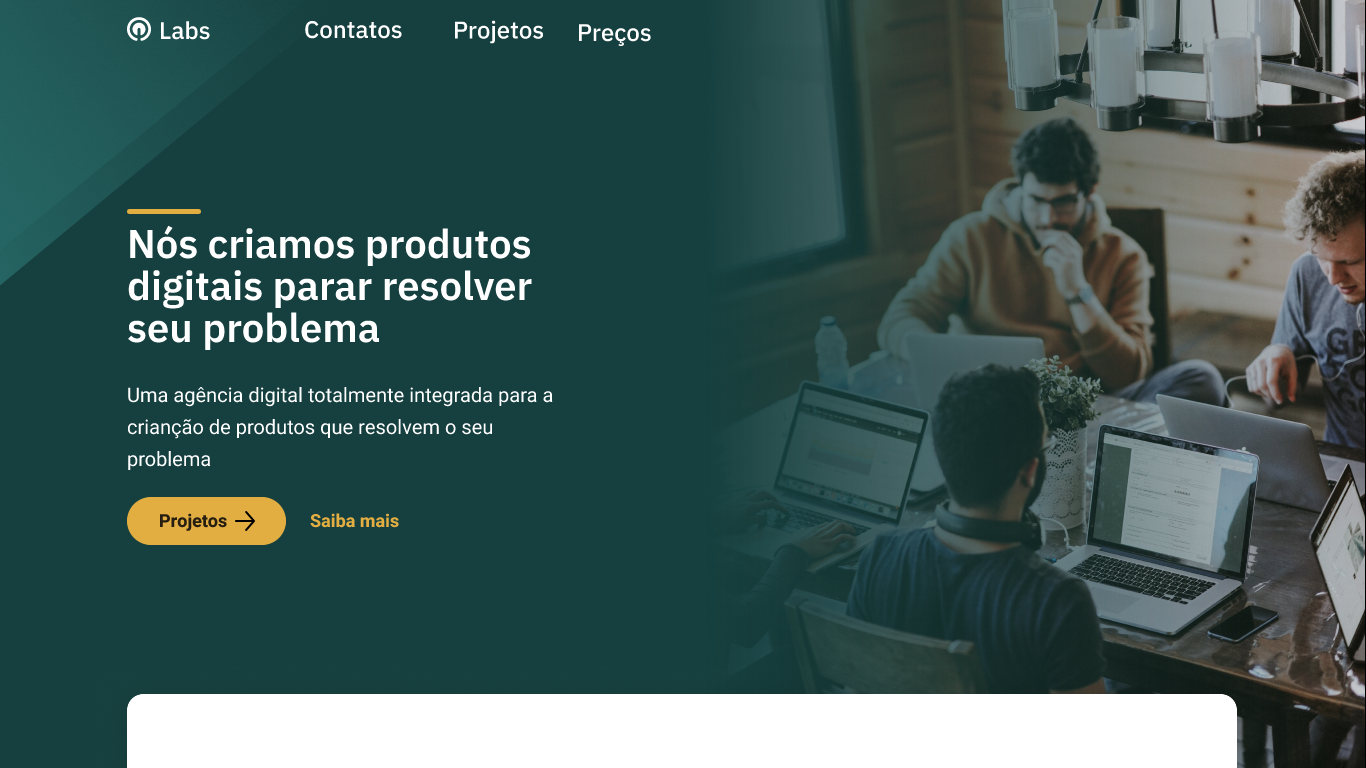 Labs
Contatos
Projetos
Preços
Nós criamos produtos
digitais parar resolver
seu problema
Uma agência digital totalmente integrada para a
criançāo de produtos que resolvem o seu
problema
Projetos
Saiba mais